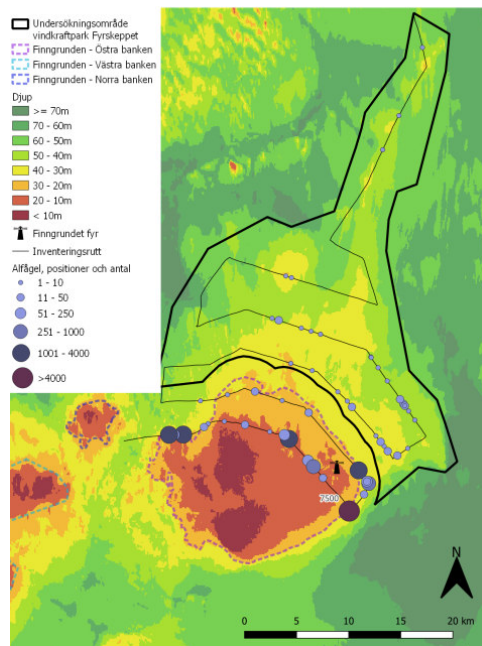 Undersökningsområde
vindkraftpark Fyrskeppet
Finngrunden - Östra banken
Finngrunden - Västra banken
Finngrunden - Norra banken
Djup
>= 70m
70 - 60m
60 - 50m
50 - 40m
40 - 30m
30 - 20m
20 - 10m
< 10m
Finngrundet fyr
Inventeringsrutt
Alfågel, positioner och antal
1 - 10
11 - 50
51 - 250
251 - 1000
1001 - 4000
>4000
7500
N
0 5 10 15 20 km